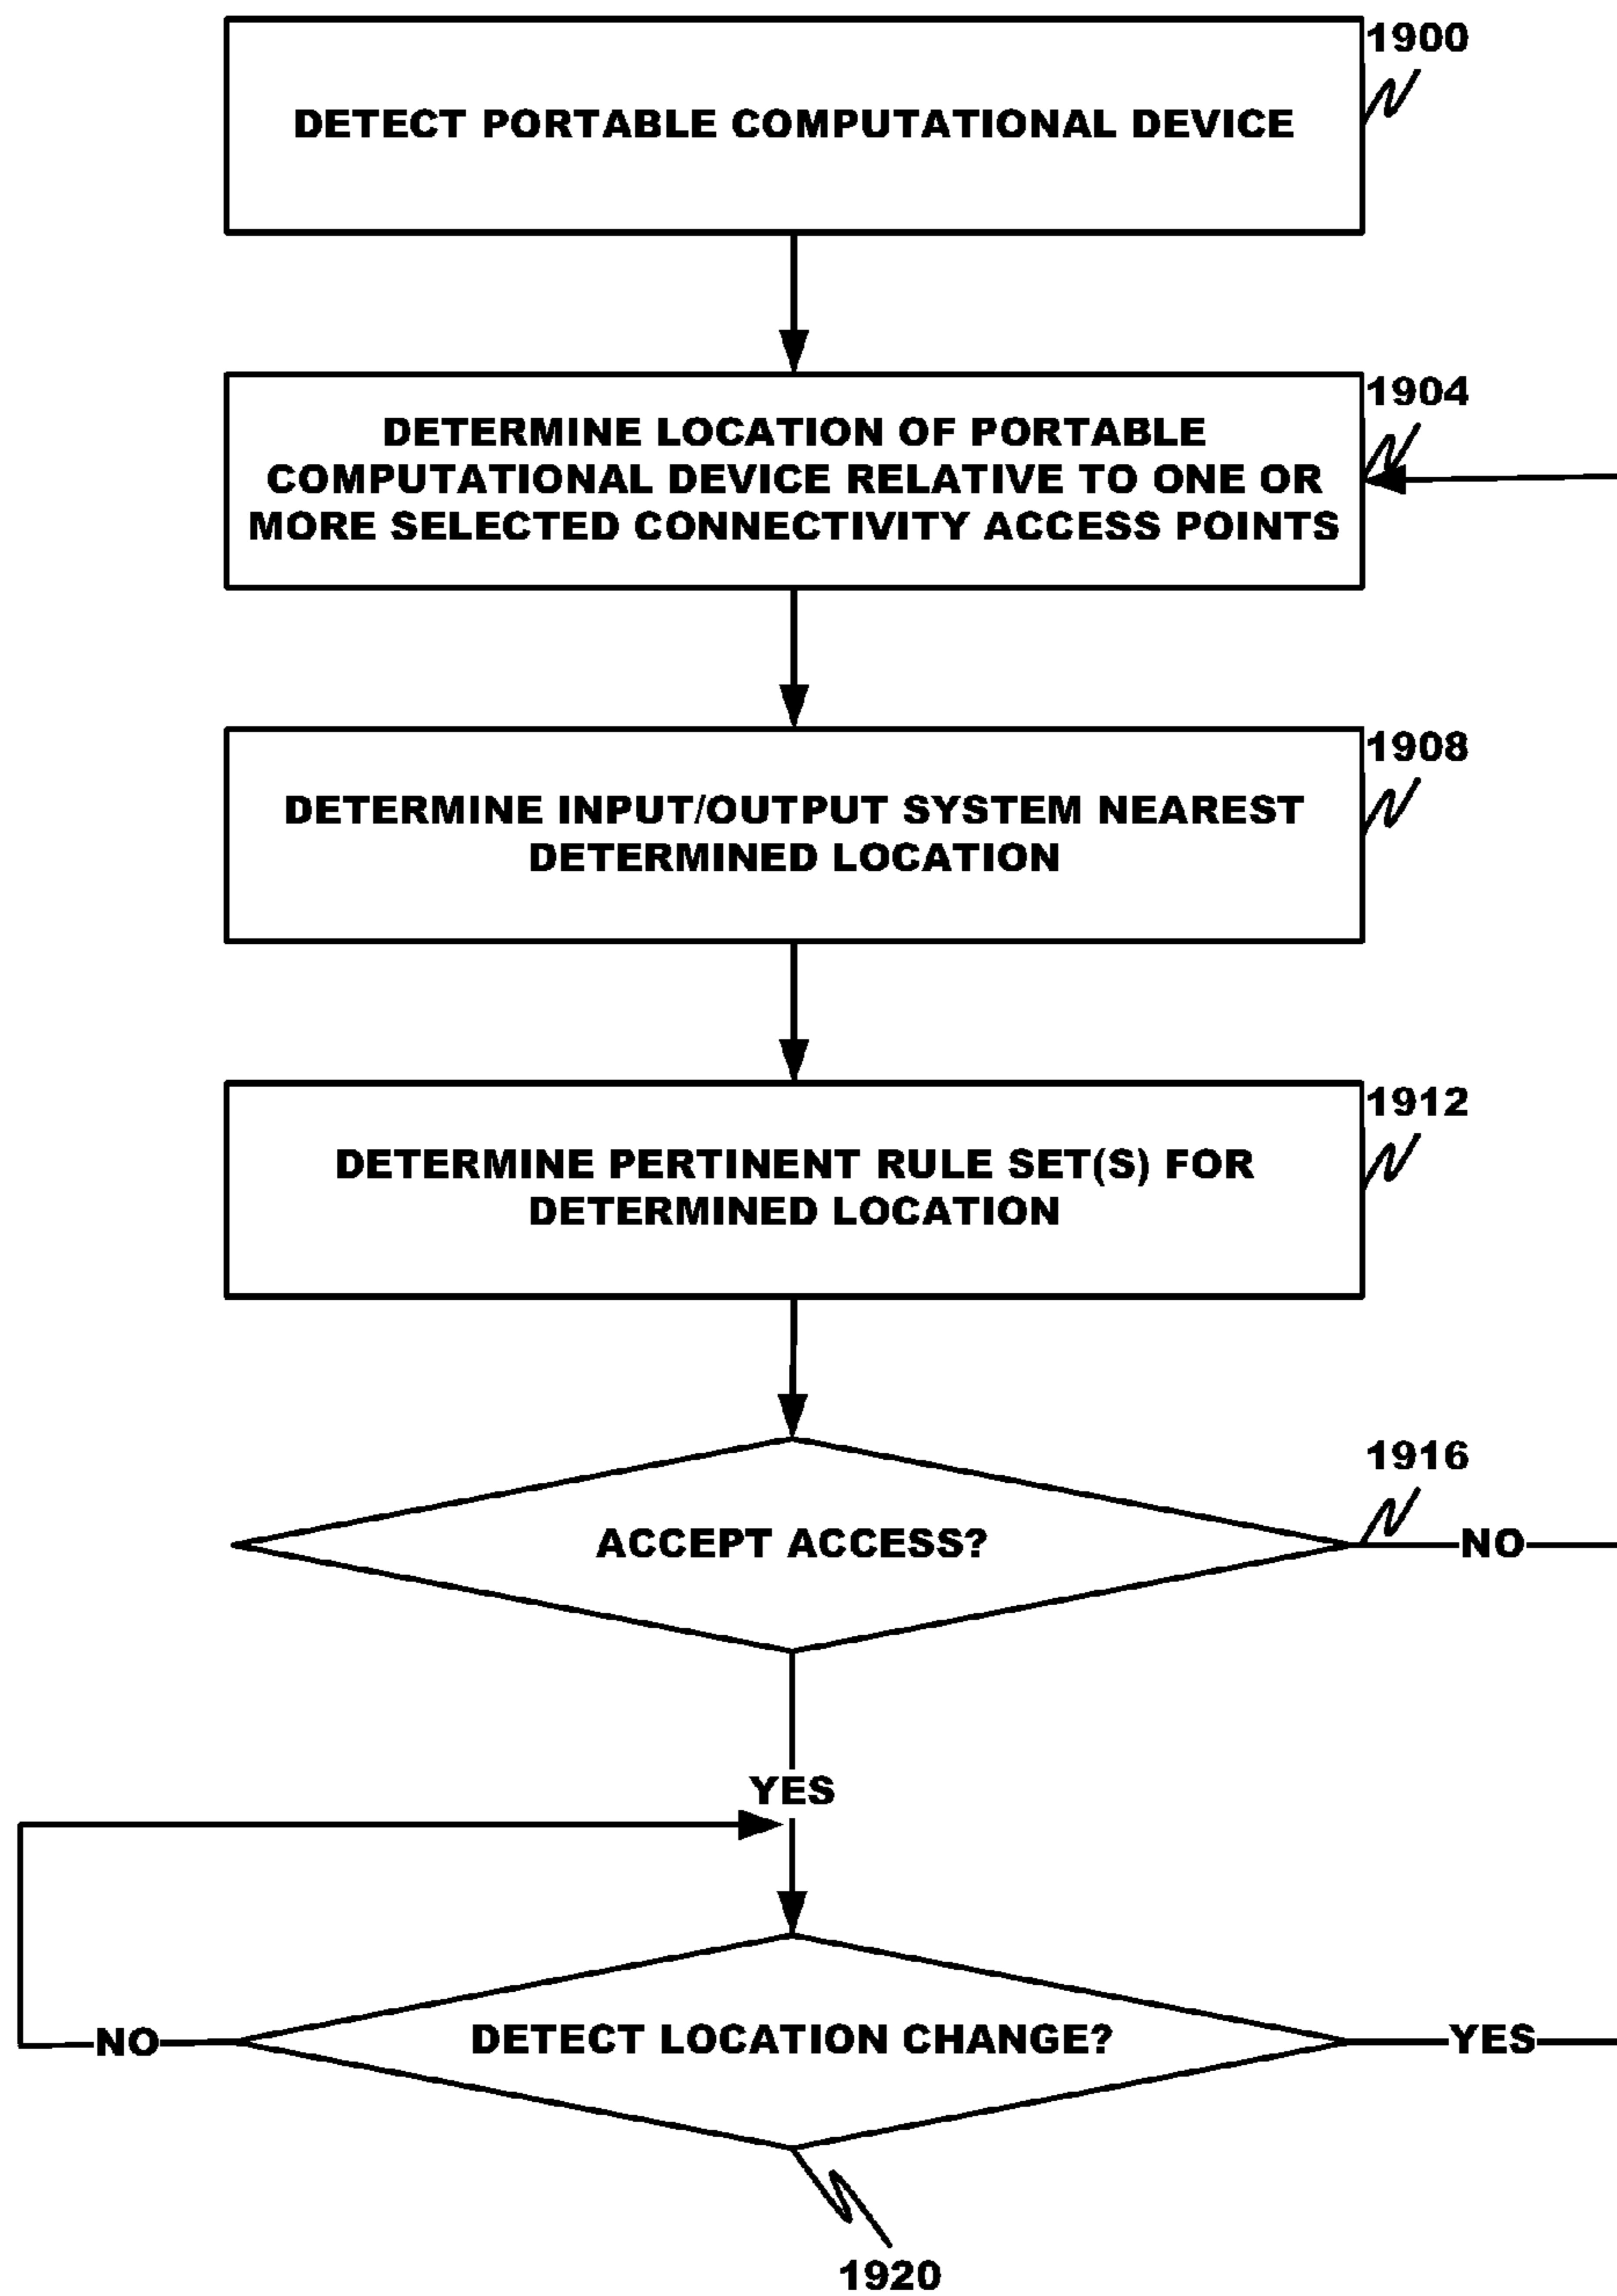 1900
DETECT PORTABLE COMPUTATIONAL DEVICE
1904
DETERMINE LOCATION OF PORTABLE
COMPUTATIONAL DEVICE RELATIVE TO ONE OR
MORE SELECTED CONNECTIVITY ACCESS POINTS
1908
DETERMINE INPUT/OUTPUT SYSTEM NEAREST
DETERMINED LOCATION
1912
DETERMINE PERTINENT RULE SET(S) FOR
DETERMINED LOCATION
1916
ACCEPT ACCESS?
NO
YES
NO
DETECT LOCATION CHANGE?
YES
1920